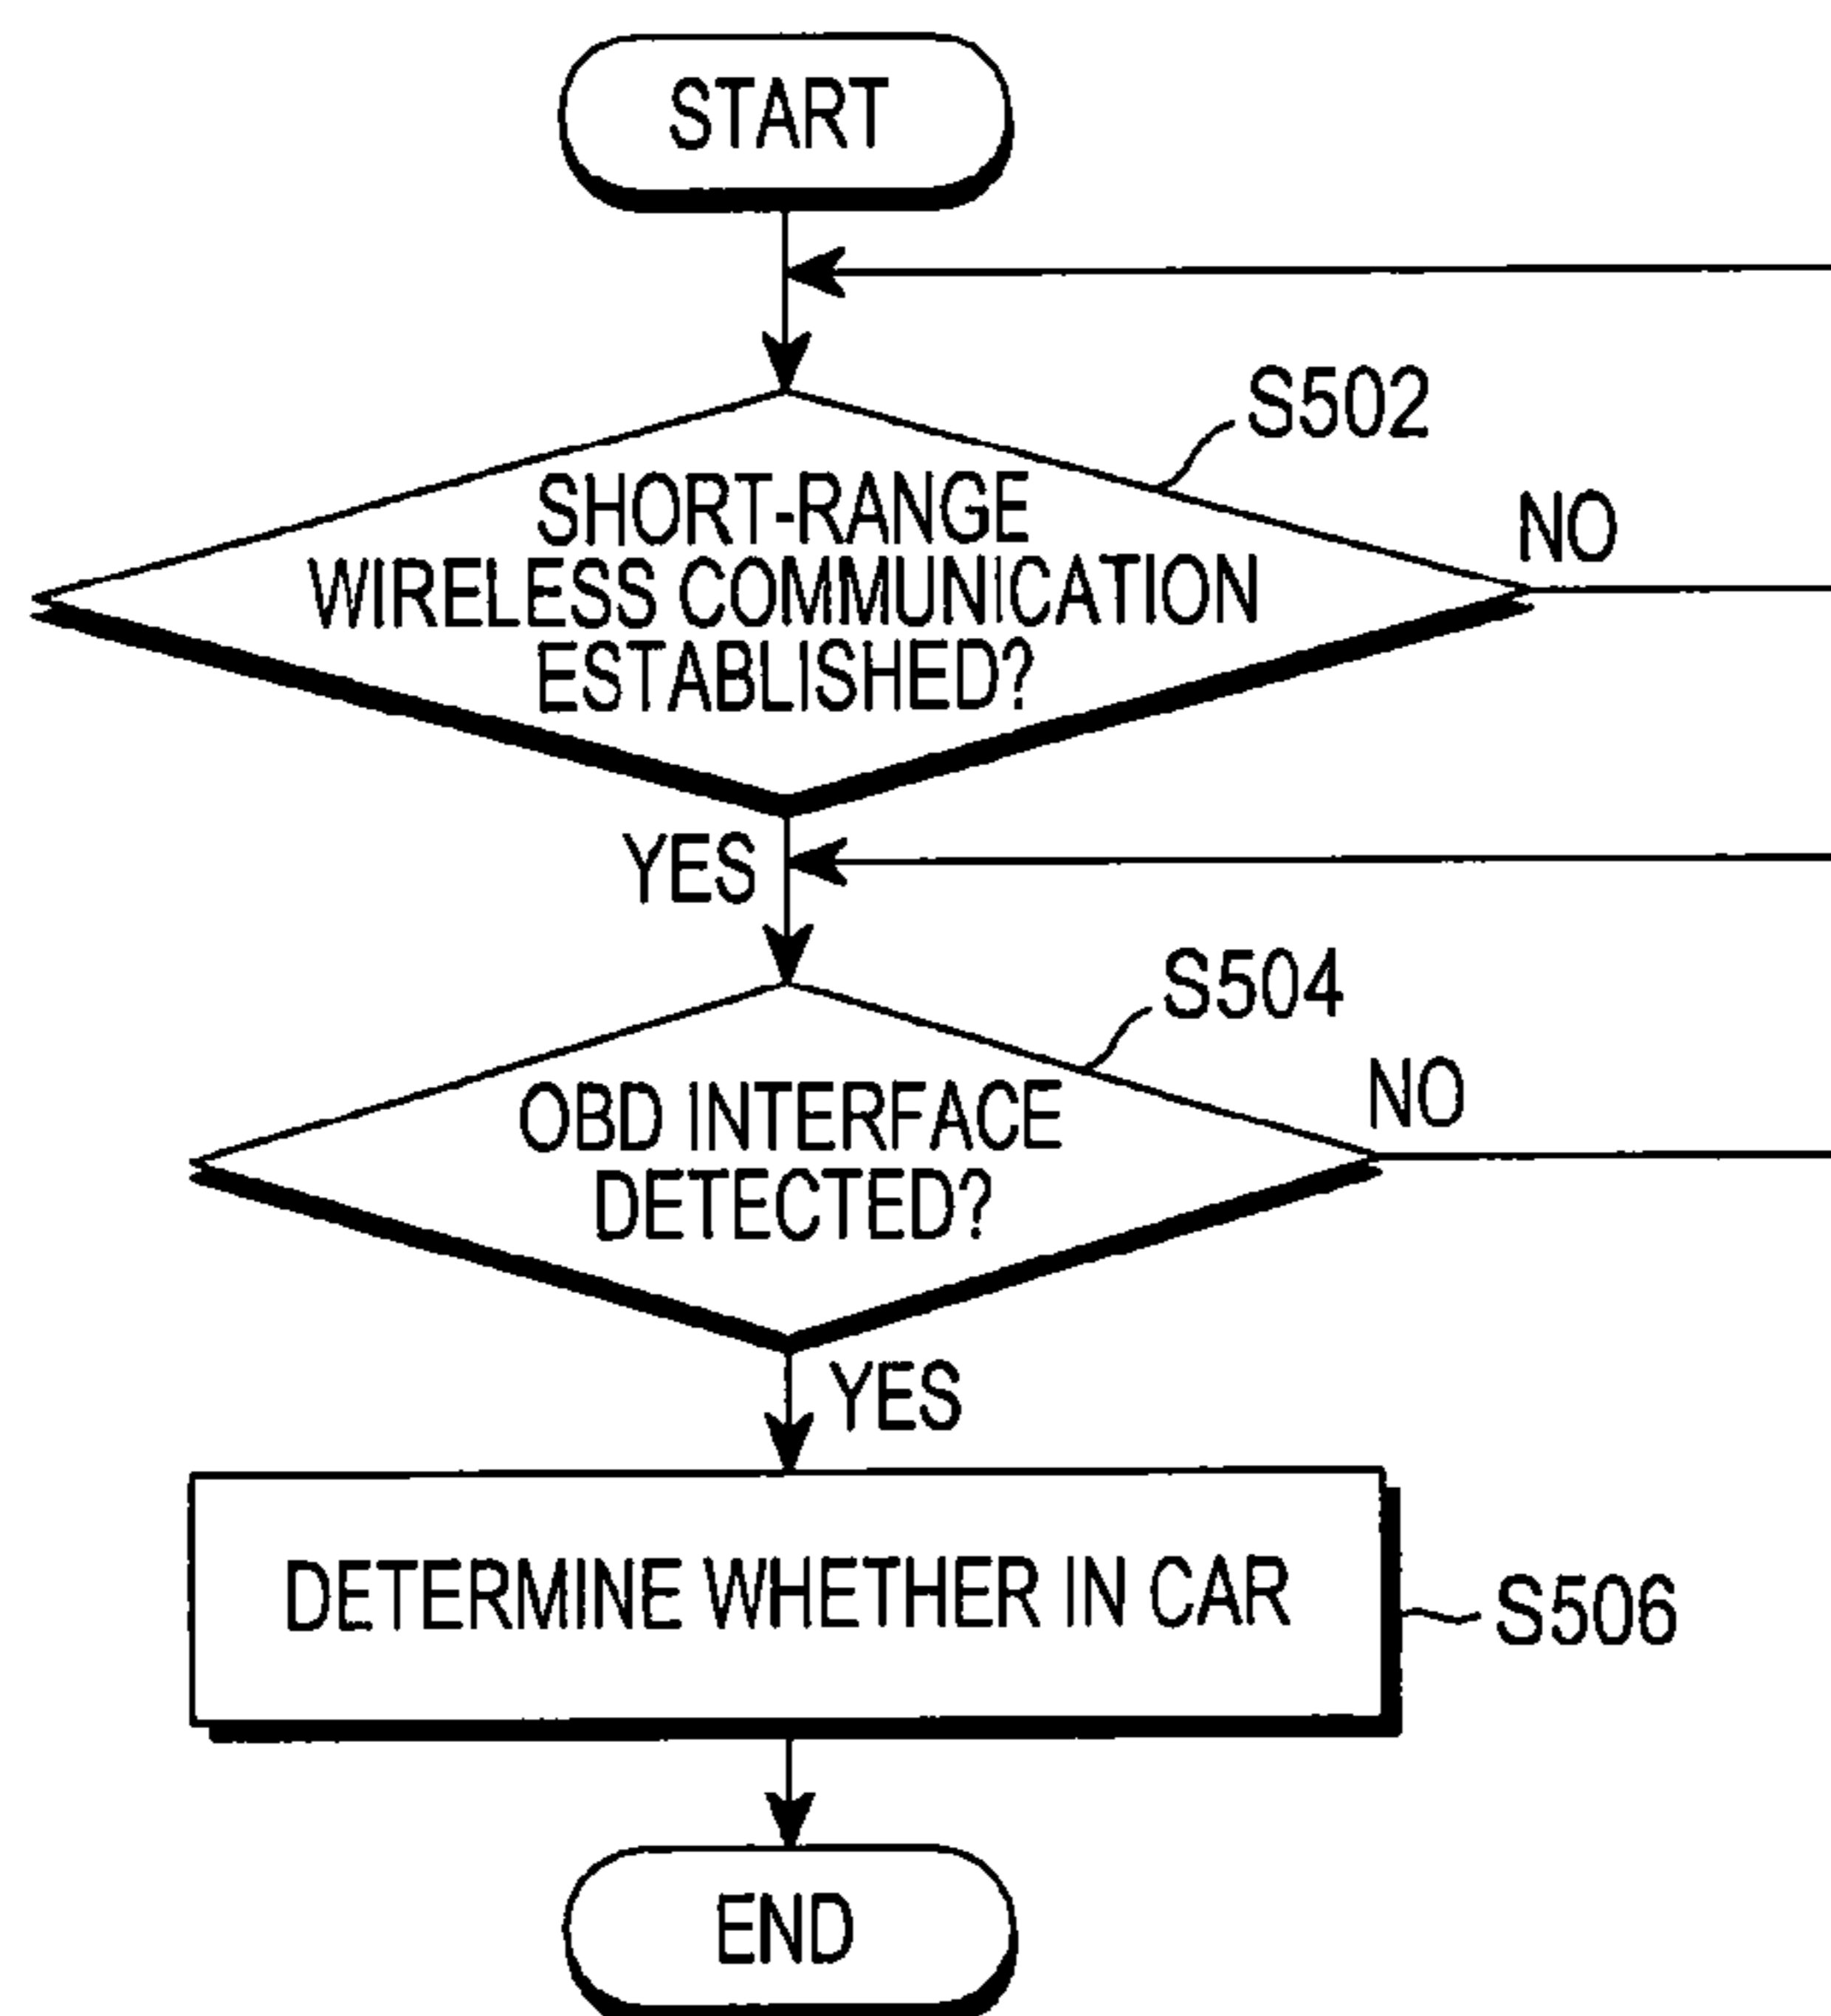 START
S502
SHORT-RANGE
WIRELESS COMMUNICATION
ESTABLISHED?
NO
YES
S504
OBD INTERFACE
DETECTED?
NO
YES
DETERMINE WHETHER IN CAR
S506
END